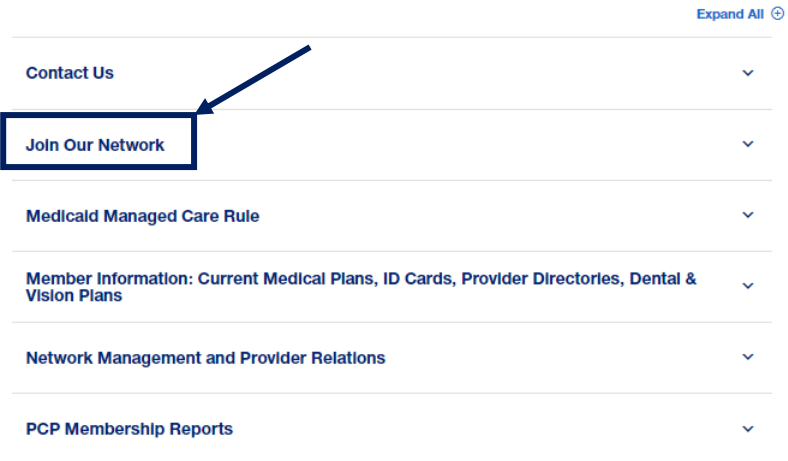 Expand All
Contact Us
Join Our Network
Medicaid Managed Care Rule
Member Information: Current Medical Plans, ID Cards, Provider Directories, Dental &
Vision Plans
Network Management and Provider Relations
PCP Membership Reports